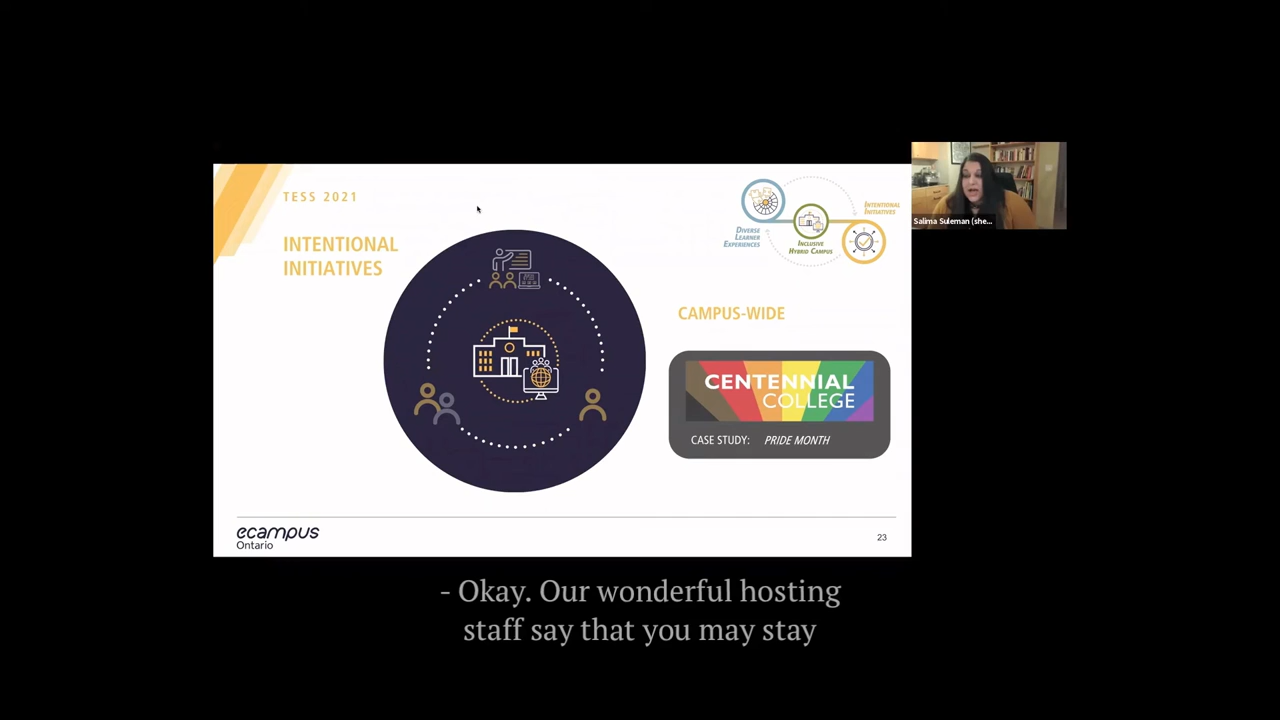 TESS 2021
INTENTIONAL
INITIATIVES
DIVERSE
LEARNER
EXPERIENCES
INCLUSIVE
HYBRID CAMPUS
INTENTIONAL
INITIATIVES
Salima Suleman (she...
CAMPUS-WIDE
CENTENNIAL
COLLEGE
CASE STUDY: PRIDE MONTH
ecampus
Ontario
23
- Okay. Our wonderful hosting
staff say that you may stay